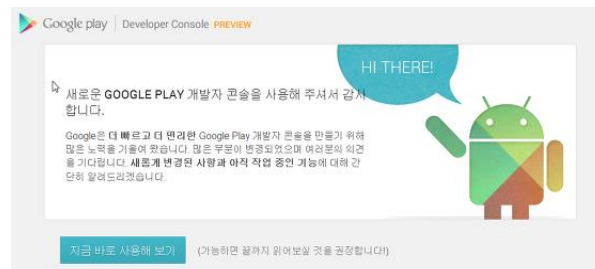 Google play | Developer Console PREVIEW
HI THERE!
새로운 GOOGLE PLAY 개발자 콘솔을 사용해 주셔서 감사
합니다.
Google은 더 빠르고 더 편리한 Google Play 개발자 콘솔을 만들기 위해
많은 노력을 기울여 왔습니다. 많은 부분이 변경되었으며 여러분의 의견
을 기다립니다. 새롭게 변경된 사항과 아직 작업 중인 기능에 대해 간
단히 알려드리겠습니다.
지금 바로 사용해 보기 (가능하면 끝까지 읽어보실 것을 권장합니다!)